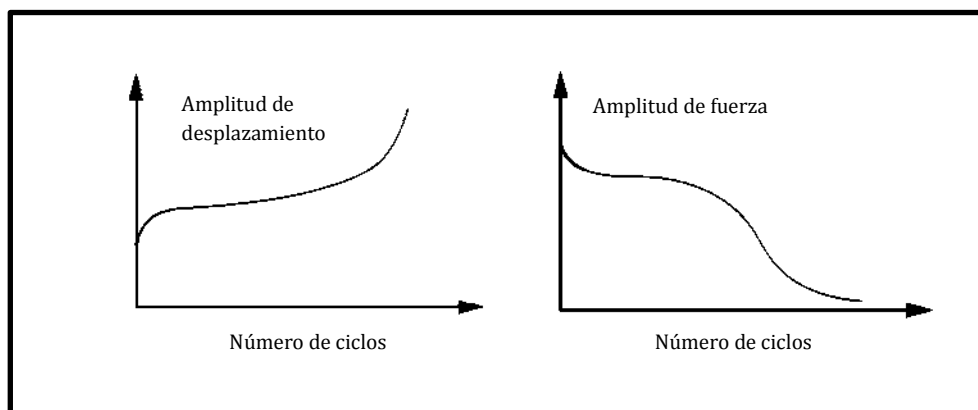 Amplitud de
desplazamiento
Número de ciclos
Amplitud de fuerza
Número de ciclos